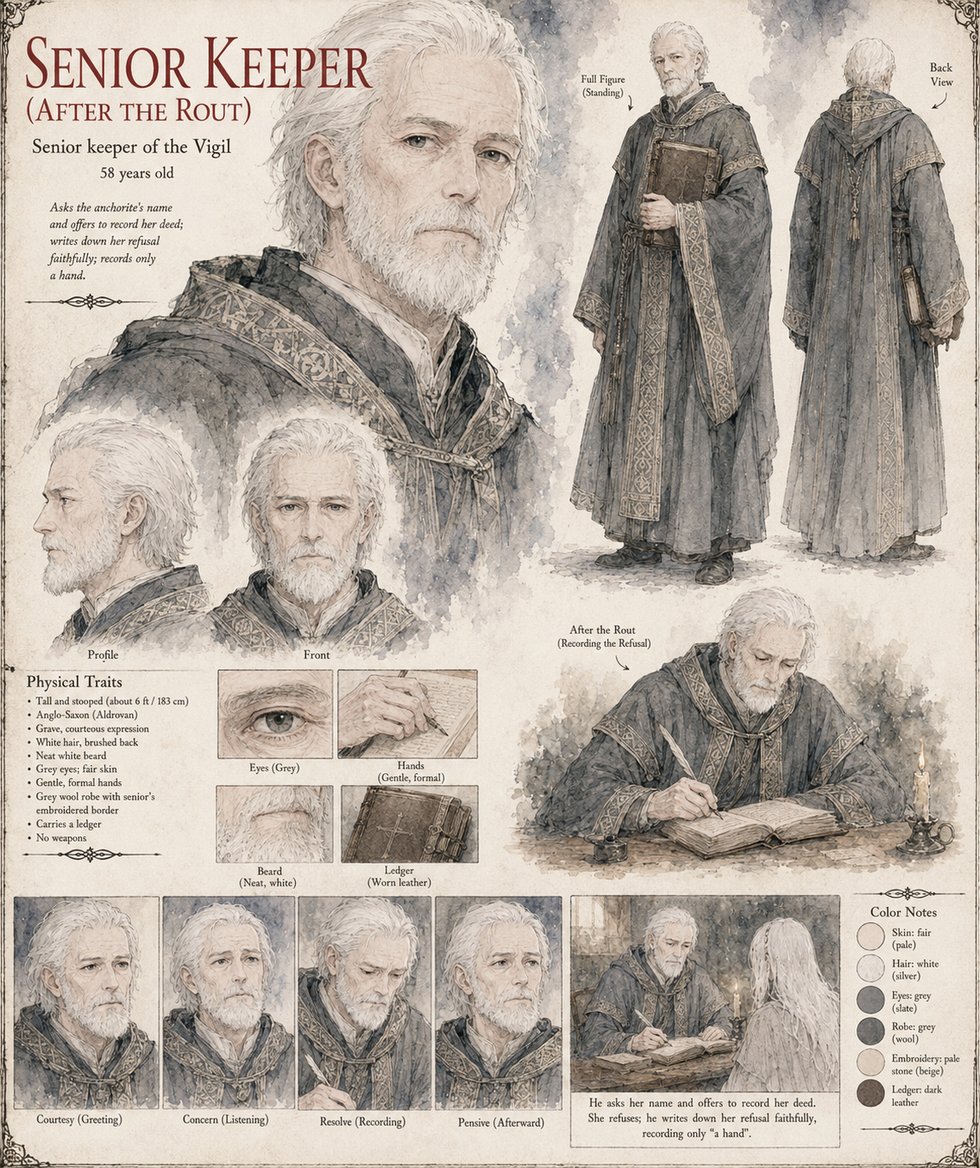 SENIOR KEEPER
(AFTER THE ROUT)
Senior keeper of the Vigil
58 years old
Asks the anchorite's name
and offers to record her deed;
writes down her refusal
faithfully; records only
a hand.
Full Figure
(Standing)
Back
View
Profile
Front
After the Rout
(Recording the Refusal)
Physical Traits
• Tall and stooped (about 6 ft / 183 cm)
• Anglo-Saxon (Aldrovan)
• Grave, courteous expression
• White hair, brushed back
• Neat white beard
• Grey eyes; fair skin
• Gentle, formal hands
• Grey wool robe with senior's
embroidered border
• Carries a ledger
• No weapons
Eyes (Grey)
Hands
(Gentle, formal)
Beard
(Neat, white)
Ledger
(Worn leather)
Courtesy (Greeting)
Concern (Listening)
Resolve (Recording)
Pensive (Afterward)
He asks her name and offers to record her deed.
She refuses; he writes down her refusal faithfully,
recording only “a hand”.
Color Notes
Skin: fair
(pale)
Hair: white
(silver)
Eyes: grey
(slate)
Robe: grey
(wool)
Embroidery: pale
stone (beige)
Ledger: dark
leather